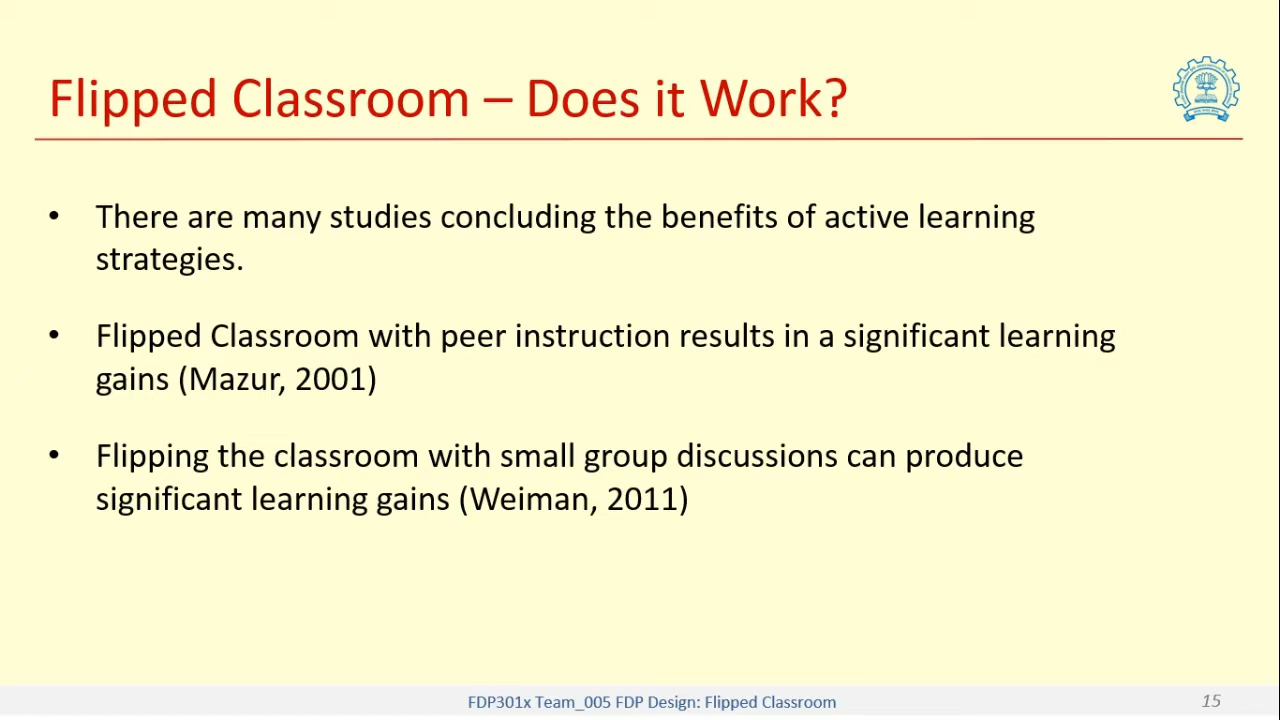 Flipped Classroom – Does it Work?
• There are many studies concluding the benefits of active learning
strategies.
• Flipped Classroom with peer instruction results in a significant learning
gains (Mazur, 2001)
• Flipping the classroom with small group discussions can produce
significant learning gains (Weiman, 2011)
FDP301x Team_005 FDP Design: Flipped Classroom
15